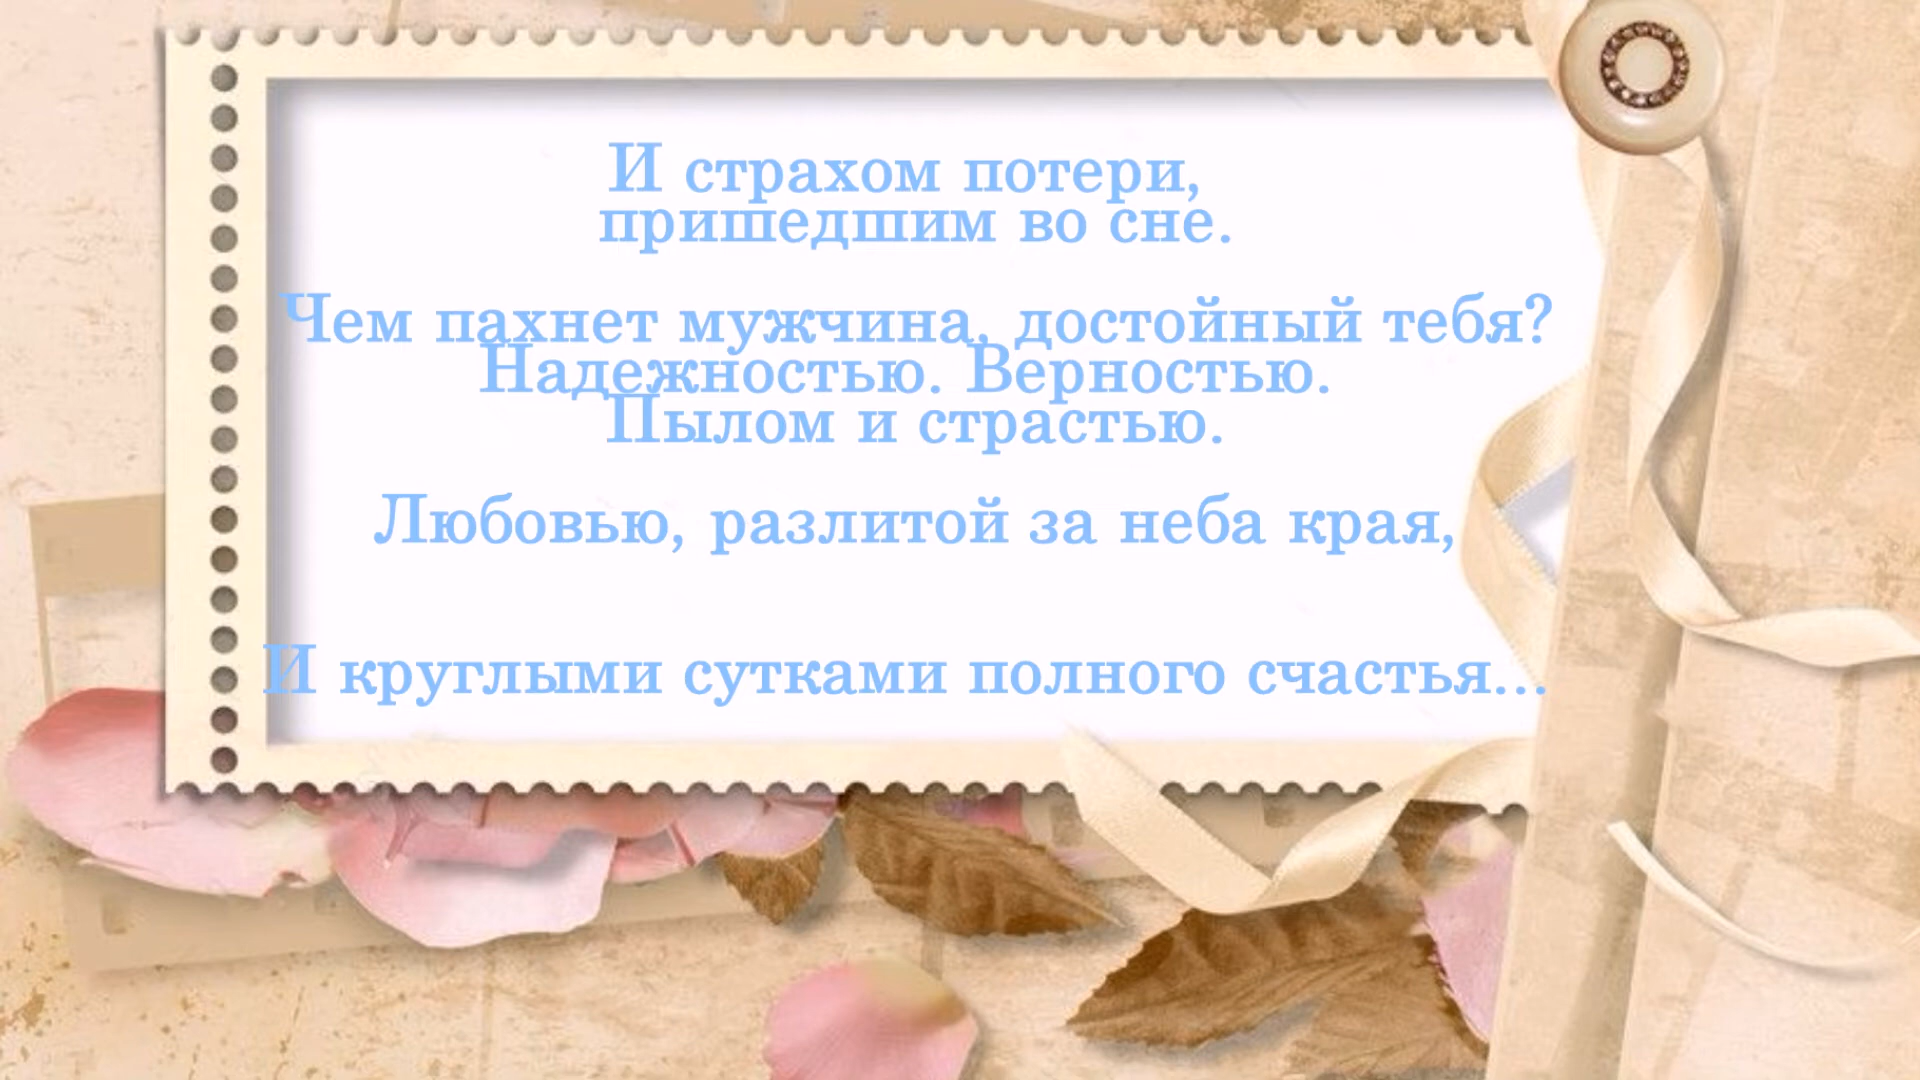 И страхом потери,
пришедшим во сне.
Чем пахнет мужчина, достойный тебя?
Надежностью. Верностью.
Пылом и страстью.
Любовью, разлитой за неба края,
И круглыми сутками полного счастья...